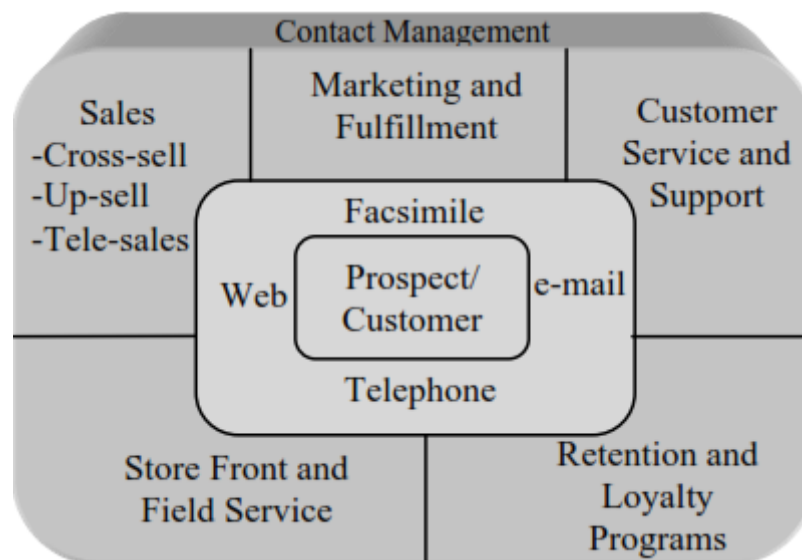 Contact Management
Sales
-Cross-sell
-Up-sell
-Tele-sales
Marketing and
Fulfillment
Customer
Service and
Support
Facsimile
Web
Prospect/
Customer
e-mail
Telephone
Store Front and
Field Service
Retention and
Loyalty
Programs